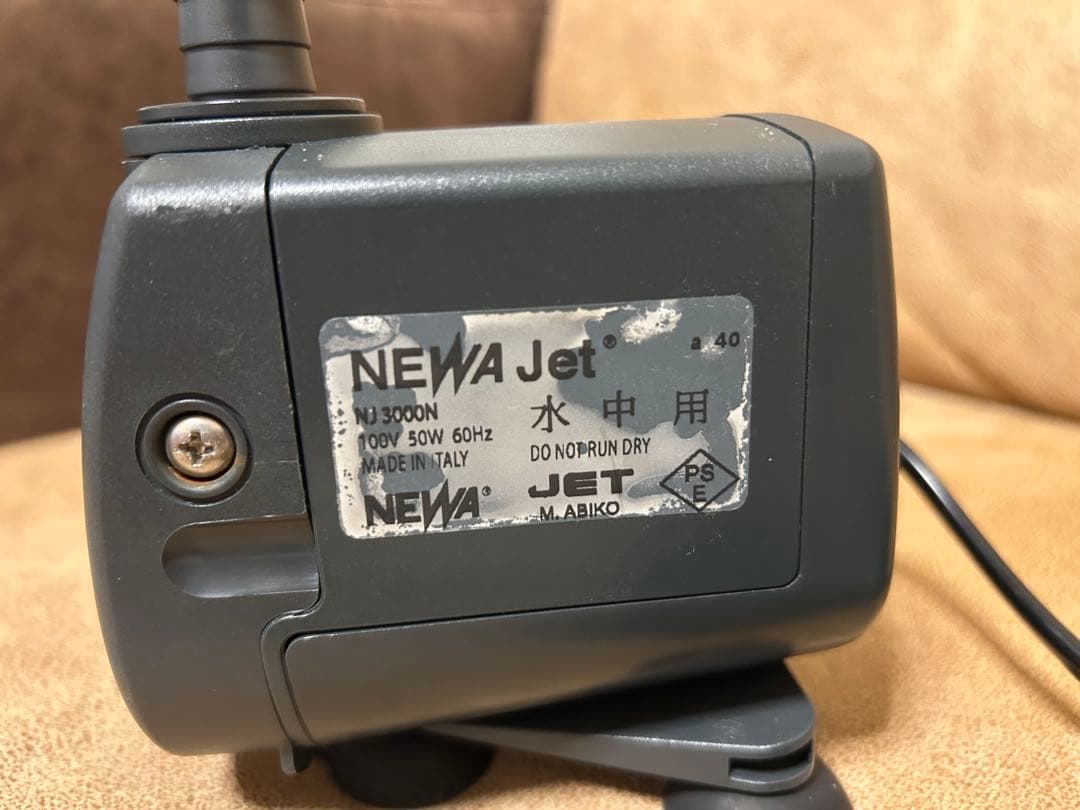 NEWA Jet® a 40
NJ 3000N
水中用
100V 50W 60Hz
DO NOT RUN DRY
MADE IN ITALY
NEWA®
JET
M. ABIKO
PS
E